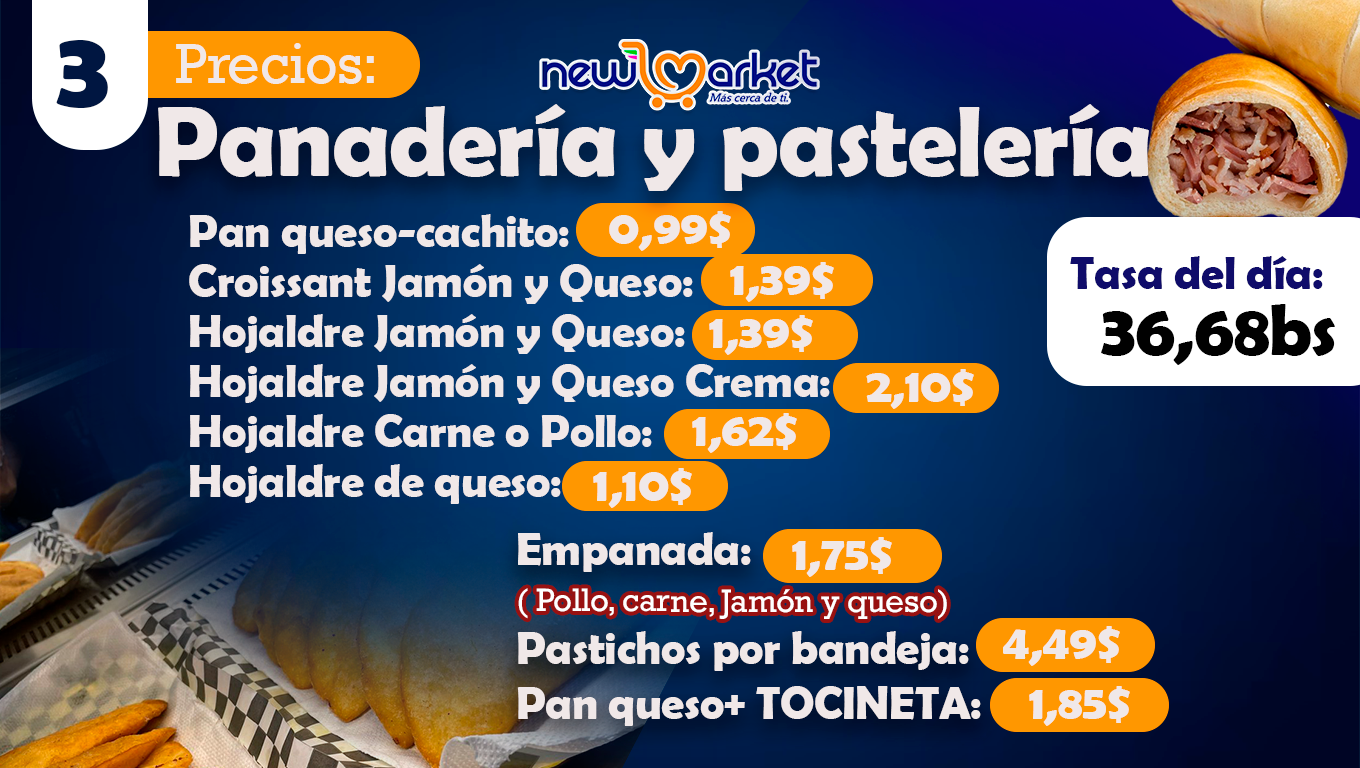 3
Precios:
new market
Más cerca de ti.
Panadería y pastelería
Pan queso-cachito: 0,99$
Croissant Jamón y Queso: 1,39$
Hojaldre Jamón y Queso: 1,39$
Hojaldre Jamón y Queso Crema: 2,10$
Hojaldre Carne o Pollo: 1,62$
Hojaldre de queso: 1,10$
Tasa del día:
36,68bs
Empanada: 1,75$
( Pollo, carne, Jamón y queso)
Pastichos por bandeja: 4,49$
Pan queso+ TOCINETA: 1,85$